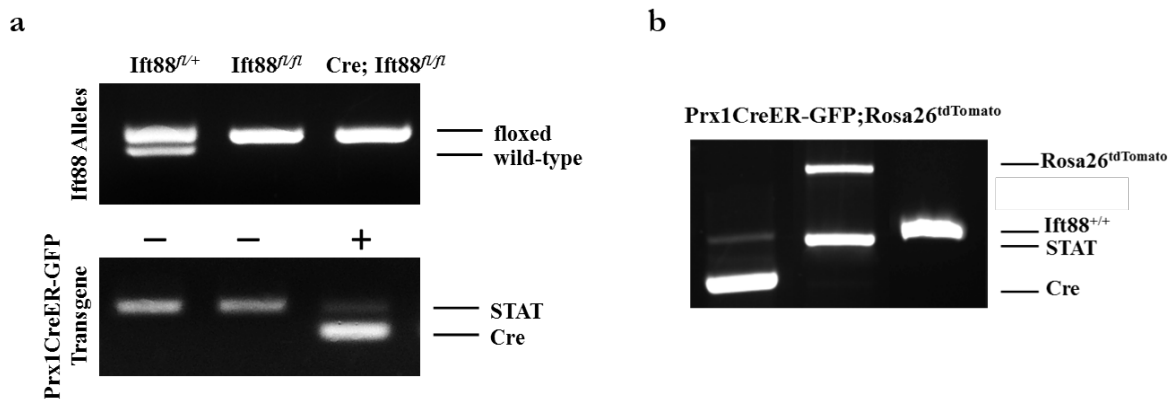 a
Ift88fl/+ Ift88fl/fl Cre; Ift88fl/fl
Ift88 Alleles
floxed
wild-type
− − +
Prx1CreER-GFP
Transgene
STAT
Cre
b
Prx1CreER-GFP;Rosa26tdTomato
Rosa26tdTomato
Ift88+/+
STAT
Cre